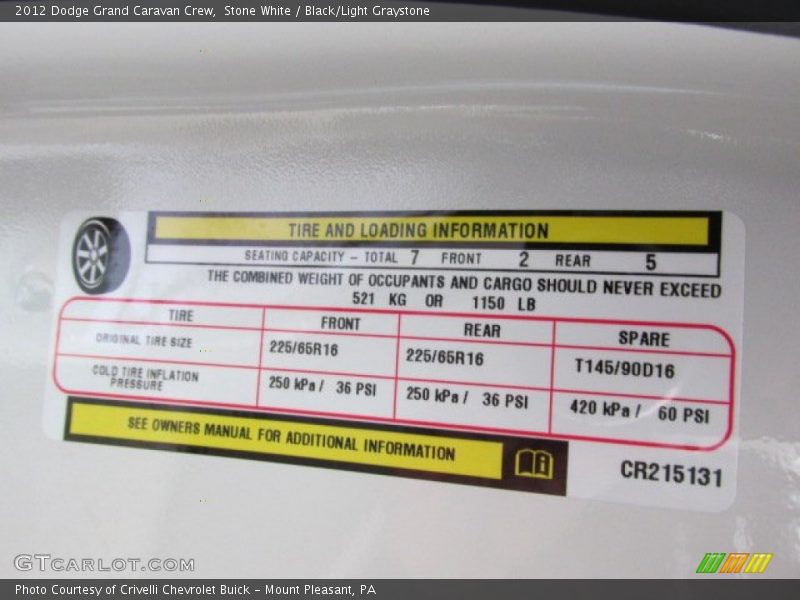 2012 Dodge Grand Caravan Crew,  Stone White / Black/Light Graystone
TIRE AND LOADING INFORMATION
SEATING CAPACITY - TOTAL 7 FRONT 2 REAR 5
THE COMBINED WEIGHT OF OCCUPANTS AND CARGO SHOULD NEVER EXCEED
521 KG OR 1150 LB
TIRE FRONT REAR SPARE
ORIGINAL TIRE SIZE 225/65R16 225/65R16 T145/90D16
COLD TIRE INFLATION
PRESSURE 250 kPa / 36 PSI 250 kPa / 36 PSI 420 kPa / 60 PSI
SEE OWNERS MANUAL FOR ADDITIONAL INFORMATION
CR215131
GTCARLOT.COM
Photo Courtesy of Crivelli Chevrolet Buick - Mount Pleasant, PA